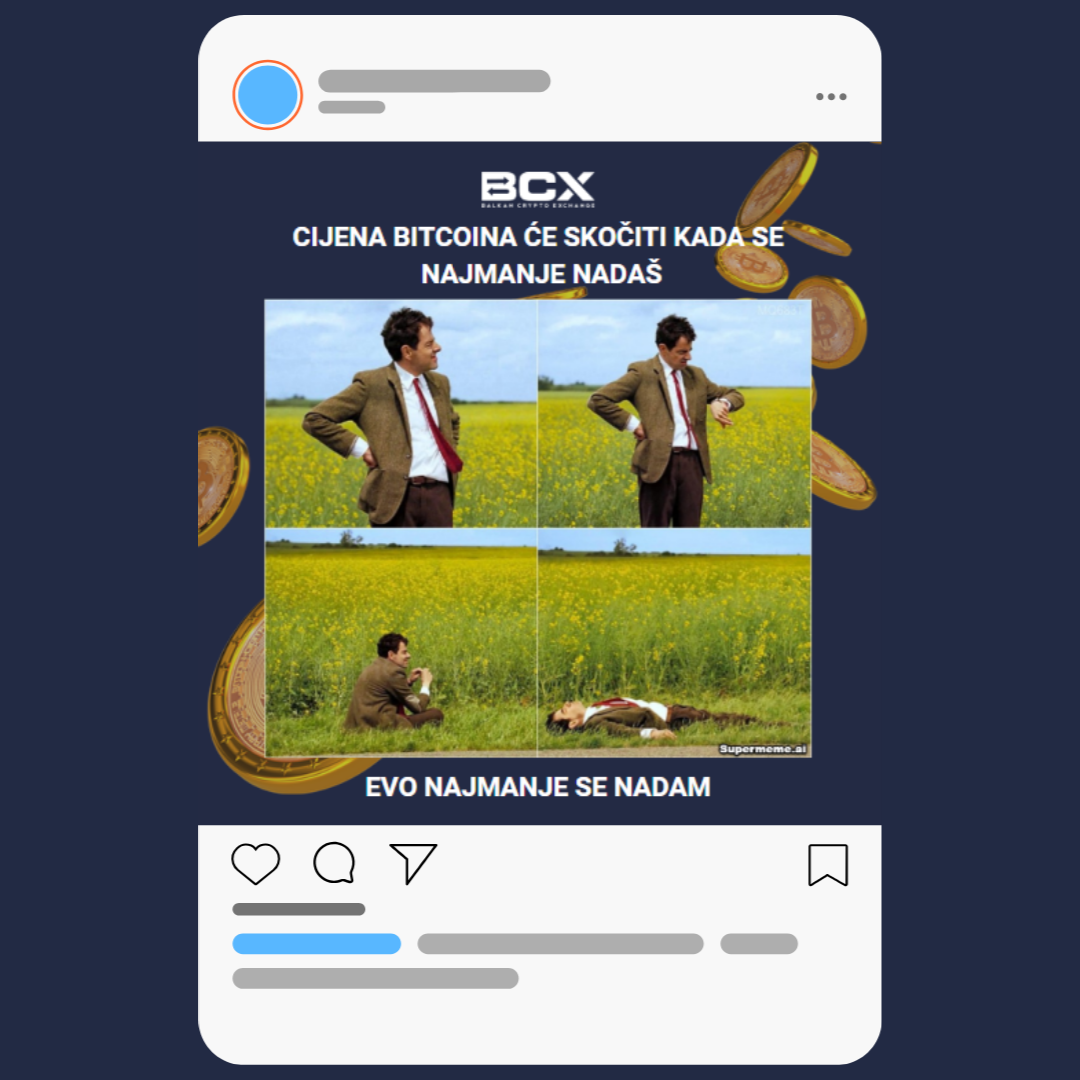 BCX
BALKAN CRYPTO EXCHANGE
CIJENA BITCOINA ĆE SKOČITI KADA SE
NAJMANJE NADAŠ
Supermeme.ai
EVO NAJMANJE SE NADAM